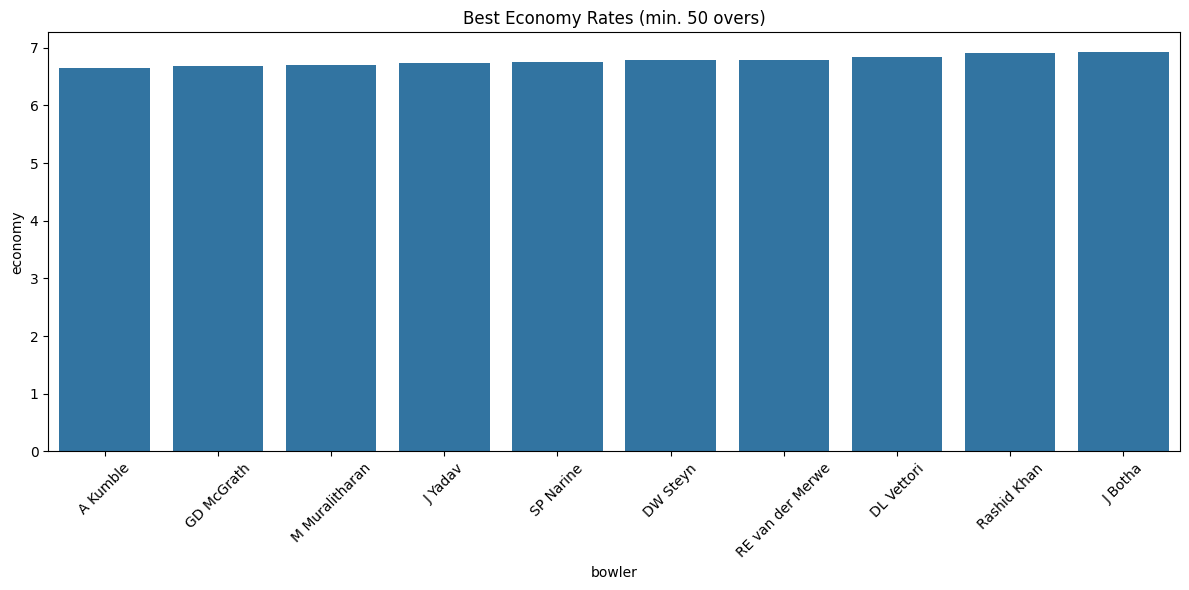 Best Economy Rates (min. 50 overs)
economy
7
6
5
4
3
2
1
0
A Kumble
GD McGrath
M Muralitharan
J Yadav
SP Narine
DW Steyn
RE van der Merwe
DL Vettori
Rashid Khan
J Botha
bowler